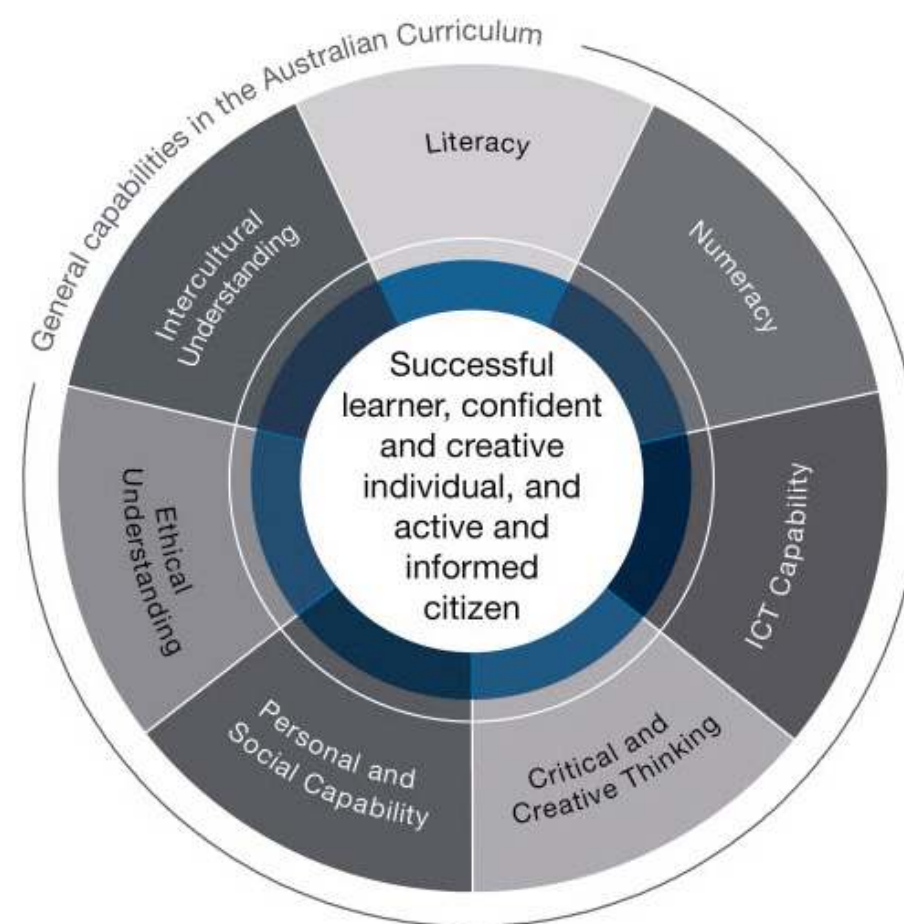 General capabilities in the Australian Curriculum
Literacy
Numeracy
ICT Capability
Critical and
Creative Thinking
Personal and
Social Capability
Ethical
Understanding
Intercultural
Understanding
Successful
learner, confident
and creative
individual, and
active and
informed
citizen